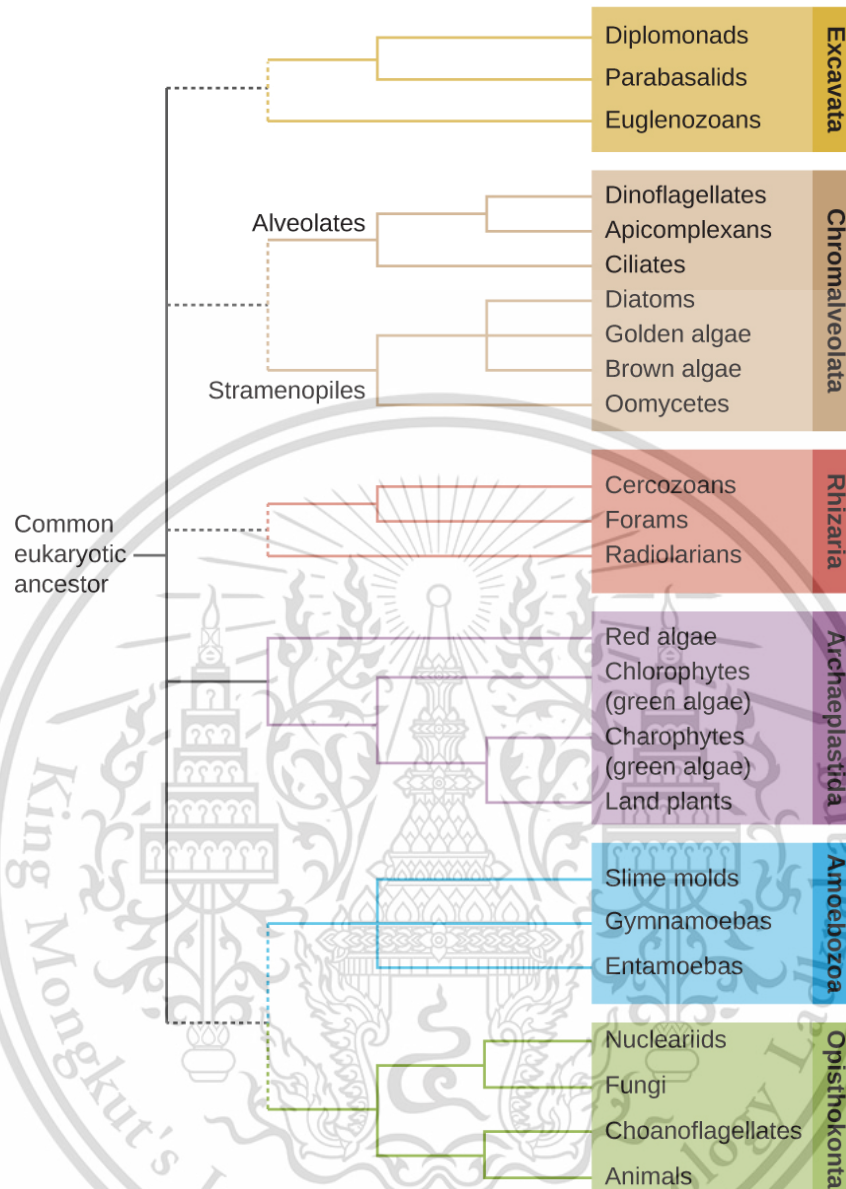 Diplomonads
Parabasalids
Euglenozoans
Excavata
Alveolates
Dinoflagellates
Apicomplexans
Ciliates
Stramenopiles
Diatoms
Golden algae
Brown algae
Oomycetes
Chromalveolata
Common
eukaryotic
ancestor
Cercozoans
Forams
Radiolarians
Rhizaria
Red algae
Chlorophytes
(green algae)
Charophytes
(green algae)
Land plants
Archaeplastida
Slime molds
Gymnamoebas
Entamoebas
Amoebozoa
Nucleariids
Fungi
Choanoflagellates
Animals
Opisthokonta
King Mongkut's